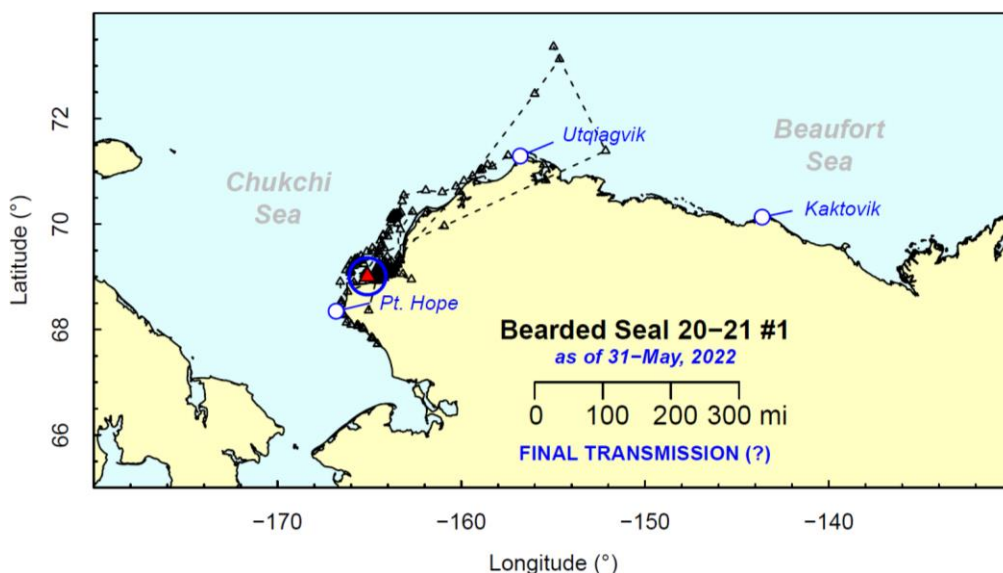 72
70
68
66
Latitude (°)
Chukchi
Sea
Utqiagvik
Beaufort
Sea
Kaktovik
Pt. Hope
Bearded Seal 20−21 #1
as of 31−May, 2022
0 100 200 300 mi
FINAL TRANSMISSION (?)
−170 −160 −150 −140
Longitude (°)